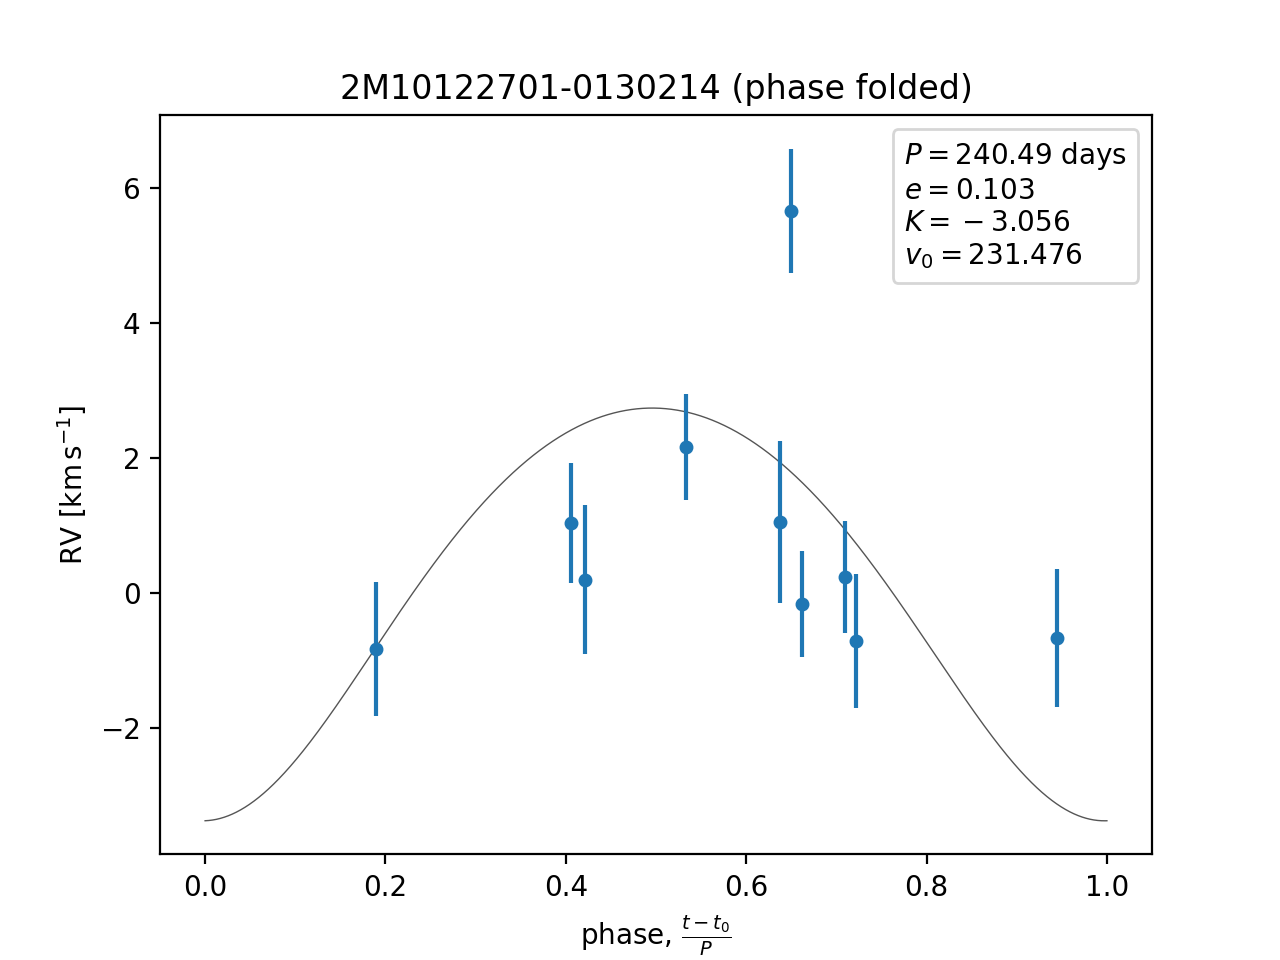 2M10122701-0130214 (phase folded)
P = 240.49 days
e = 0.103
K = −3.056
v₀ = 231.476
RV [km s⁻¹]
6
4
2
0
−2
0.0 0.2 0.4 0.6 0.8 1.0
phase, (t − t₀)/P